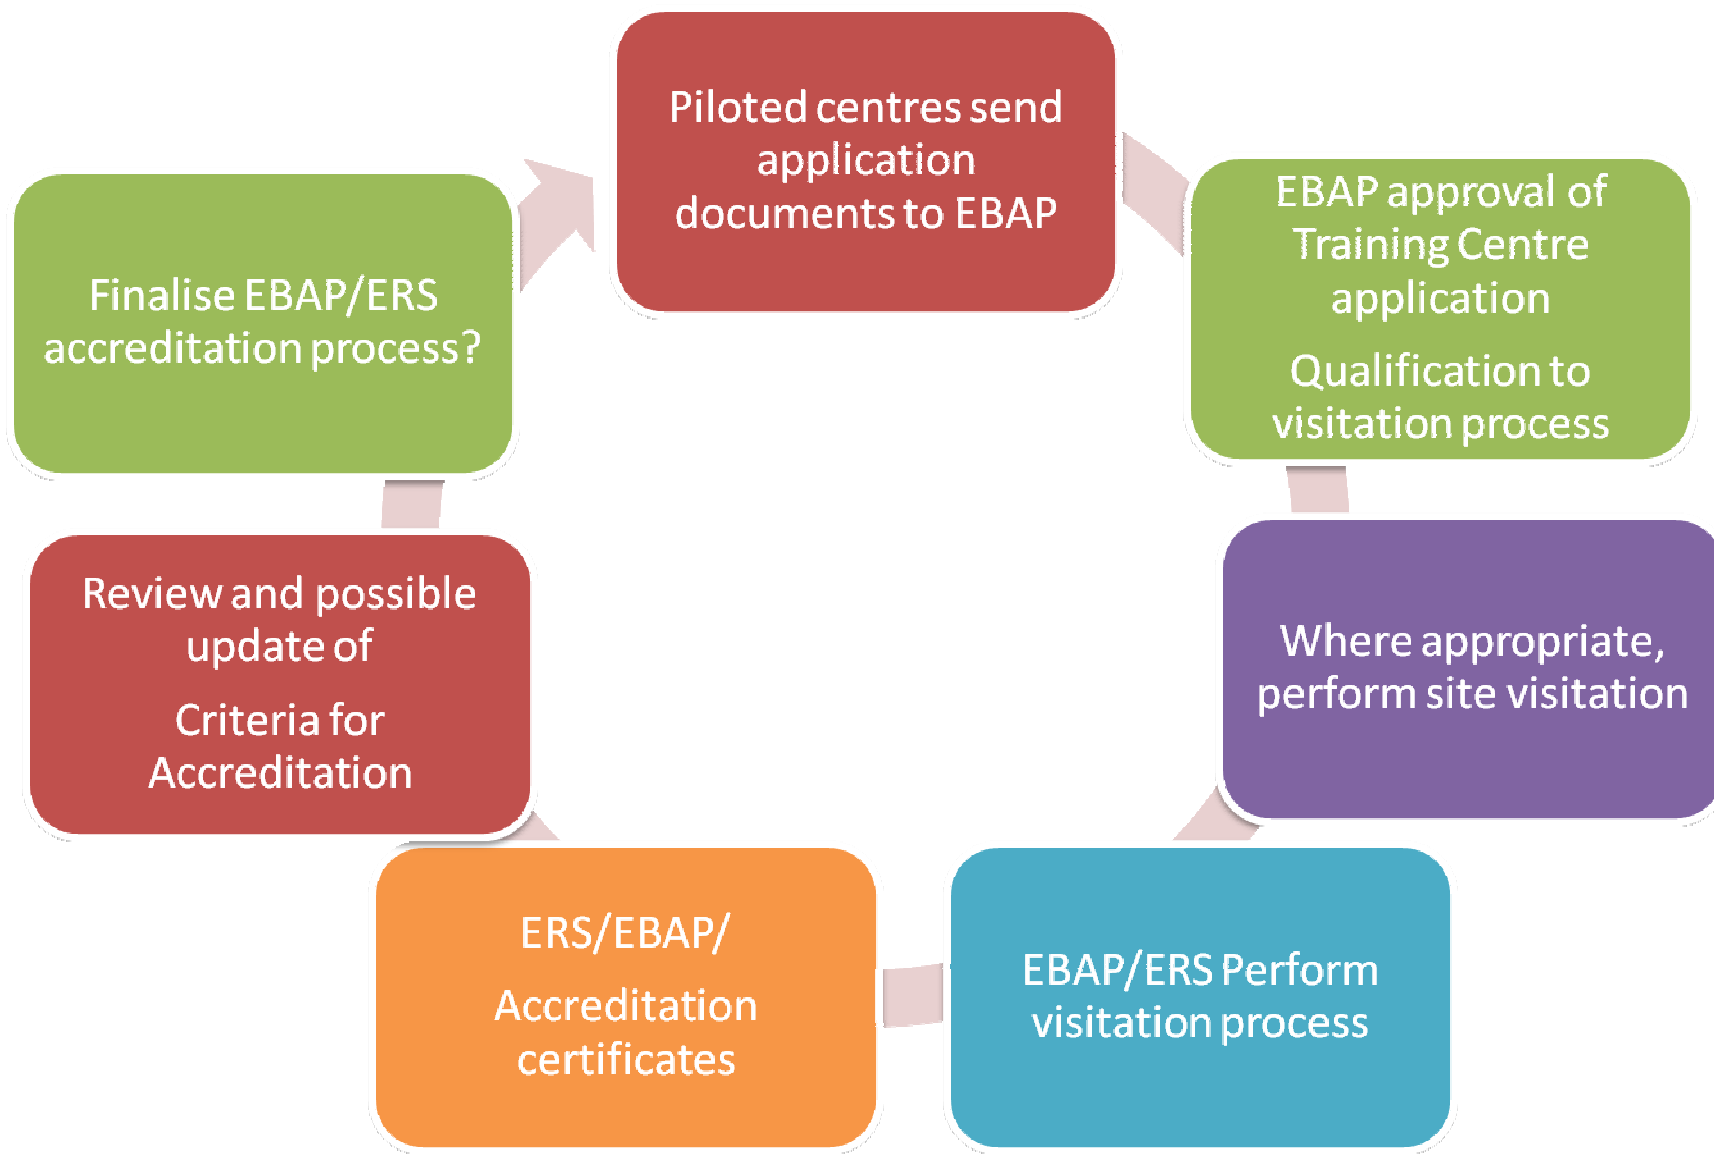 Piloted centres send
application
documents to EBAP
EBAP approval of
Training Centre
application
Qualification to
visitation process
Where appropriate,
perform site visitation
EBAP/ERS Perform
visitation process
ERS/EBAP/
Accreditation
certificates
Review and possible
update of
Criteria for
Accreditation
Finalise EBAP/ERS
accreditation process?